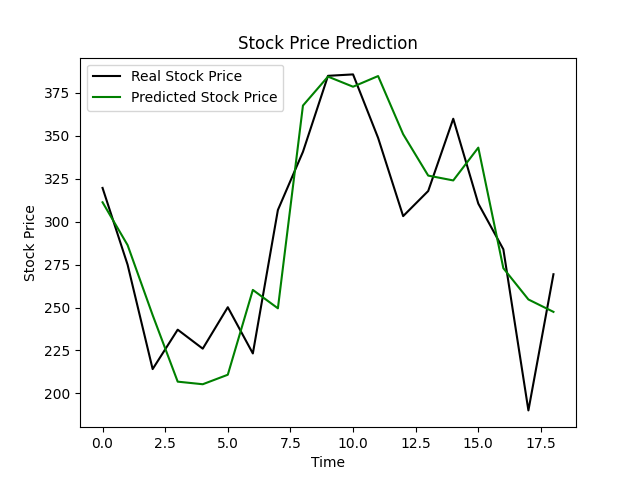 Stock Price Prediction
Real Stock Price
Predicted Stock Price
Stock Price
375
350
325
300
275
250
225
200
0.0 2.5 5.0 7.5 10.0 12.5 15.0 17.5
Time